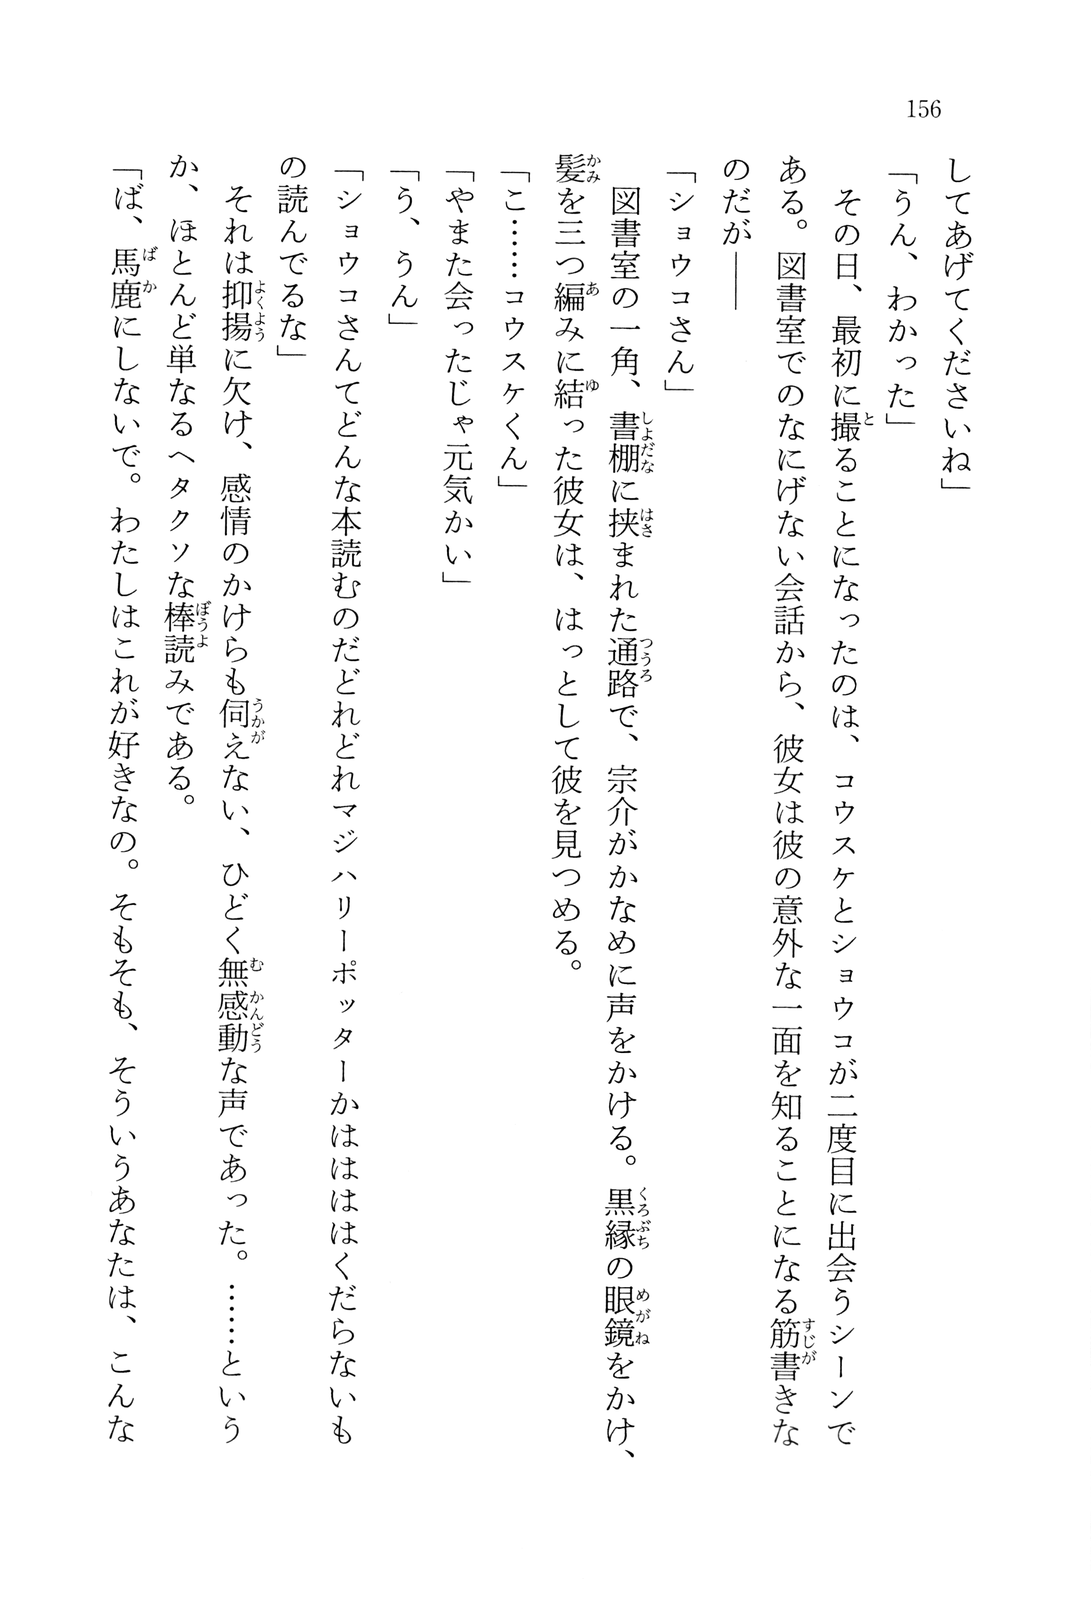 156
してあげてくださいね」
「うん、わかった」
その日、最初に撮ることになったのは、コウスケとショウコが二度目に出会うシーンで
ある。図書室でのなにげない会話から、彼女は彼の意外な一面を知ることになる筋書きな
のだが――
「ショウコさん」
図書室の一角、書棚に挟まれた通路で、宗介がかなめに声をかける。黒縁の眼鏡をかけ、
髪を三つ編みに結った彼女は、はっとして彼を見つめる。
「こ……コウスケくん」
「やまた会ったじゃ元気かい」
「う、うん」
「ショウコさんてどんな本読むのだどれどれマジハリーポッターかはははくだらないも
の読んでるな」
それは抑揚に欠け、感情のかけらも伺えない、ひどく無感動な声であった。……という
か、ほとんど単なるヘタクソな棒読みである。
「ば、馬鹿にしないで。わたしはこれが好きなの。そもそも、そういうあなたは、こんな